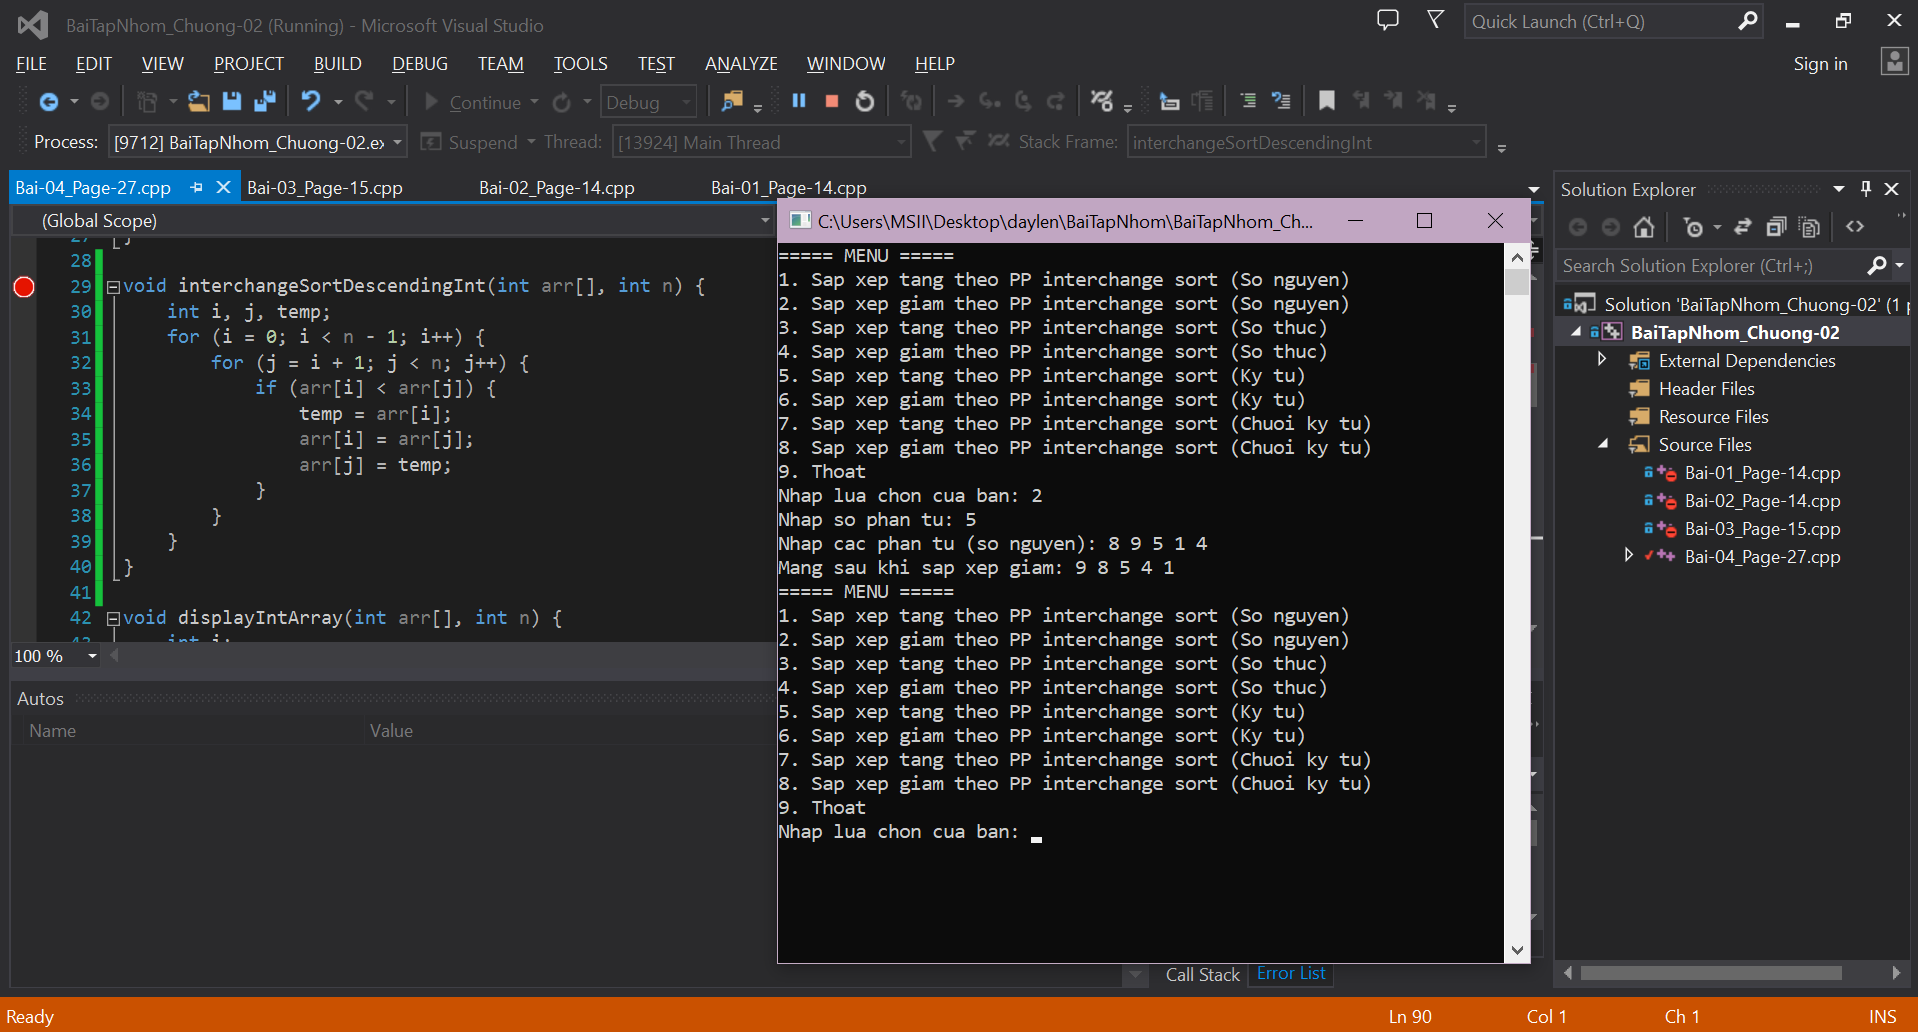 BaiTapNhom_Chuong-02 (Running) - Microsoft Visual Studio
Quick Launch (Ctrl+Q)
FILE EDIT VIEW PROJECT BUILD DEBUG TEAM TOOLS TEST ANALYZE WINDOW HELP
Sign in
Continue Debug
Process: [9712] BaiTapNhom_Chuong-02.ex Suspend Thread: [13924] Main Thread Stack Frame: interchangeSortDescendingInt
Bai-04_Page-27.cpp Bai-03_Page-15.cpp Bai-02_Page-14.cpp Bai-01_Page-14.cpp
(Global Scope)
28
29 void interchangeSortDescendingInt(int arr[], int n) {
30 int i, j, temp;
31 for (i = 0; i < n - 1; i++) {
32 for (j = i + 1; j < n; j++) {
33 if (arr[i] < arr[j]) {
34 temp = arr[i];
35 arr[i] = arr[j];
36 arr[j] = temp;
37 }
38 }
39 }
40 }
41
42 void displayIntArray(int arr[], int n) {
100 %
Autos
Name Value
C:\Users\MSII\Desktop\daylen\BaiTapNhom\BaiTapNhom_Ch...
===== MENU =====
1. Sap xep tang theo PP interchange sort (So nguyen)
2. Sap xep giam theo PP interchange sort (So nguyen)
3. Sap xep tang theo PP interchange sort (So thuc)
4. Sap xep giam theo PP interchange sort (So thuc)
5. Sap xep tang theo PP interchange sort (Ky tu)
6. Sap xep giam theo PP interchange sort (Ky tu)
7. Sap xep tang theo PP interchange sort (Chuoi ky tu)
8. Sap xep giam theo PP interchange sort (Chuoi ky tu)
9. Thoat
Nhap lua chon cua ban: 2
Nhap so phan tu: 5
Nhap cac phan tu (so nguyen): 8 9 5 1 4
Mang sau khi sap xep giam: 9 8 5 4 1
===== MENU =====
1. Sap xep tang theo PP interchange sort (So nguyen)
2. Sap xep giam theo PP interchange sort (So nguyen)
3. Sap xep tang theo PP interchange sort (So thuc)
4. Sap xep giam theo PP interchange sort (So thuc)
5. Sap xep tang theo PP interchange sort (Ky tu)
6. Sap xep giam theo PP interchange sort (Ky tu)
7. Sap xep tang theo PP interchange sort (Chuoi ky tu)
8. Sap xep giam theo PP interchange sort (Chuoi ky tu)
9. Thoat
Nhap lua chon cua ban:
Call Stack Error List
Solution Explorer
Search Solution Explorer (Ctrl+;)
Solution 'BaiTapNhom_Chuong-02' (1 p
BaiTapNhom_Chuong-02
External Dependencies
Header Files
Resource Files
Source Files
Bai-01_Page-14.cpp
Bai-02_Page-14.cpp
Bai-03_Page-15.cpp
Bai-04_Page-27.cpp
Ready Ln 90 Col 1 Ch 1 INS